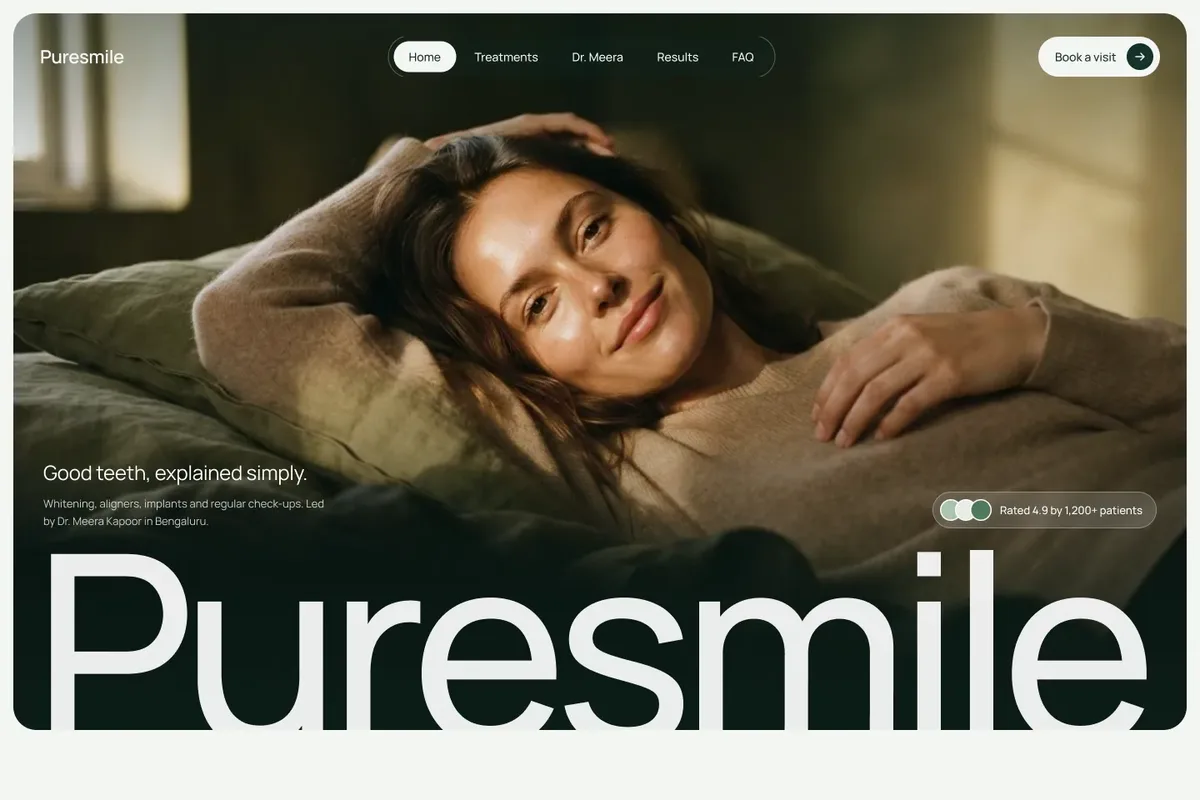 Puresmile
Home
Treatments
Dr. Meera
Results
FAQ
Book a visit
Good teeth, explained simply.
Whitening, aligners, implants and regular check-ups. Led
by Dr. Meera Kapoor in Bengaluru.
Rated 4.9 by 1,200+ patients
Puresmile